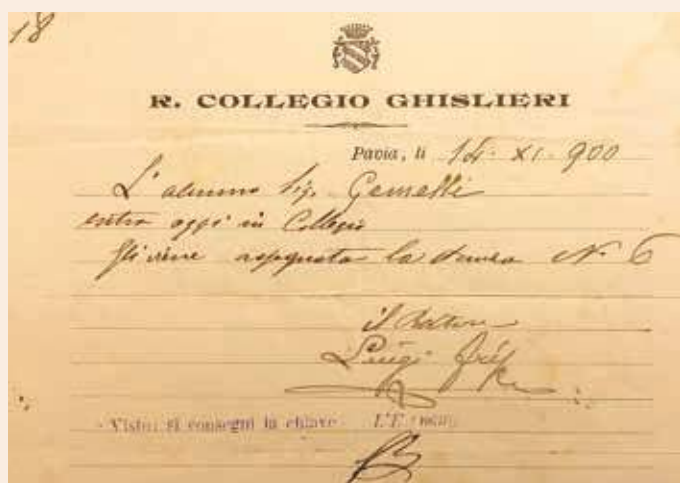 18
R. COLLEGIO GHISLIERI
Pavia, li 14. XI. 900
L'alunno Sig. Gemelli
entra oggi in Collegio
Gli viene assegnata la stanza N. 6
il Rettore
Luigi
Visto: si consegni la chiave L'E